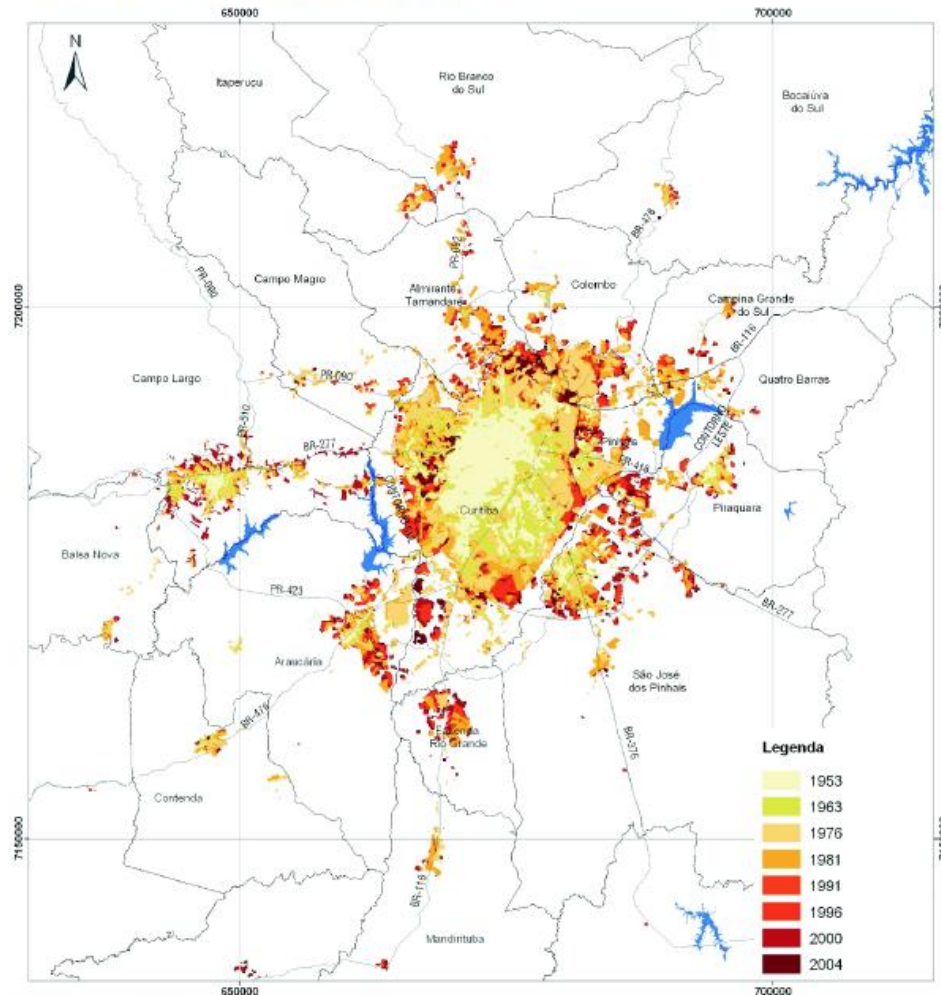 650000
700000
N
Itaperuçu
Rio Branco
do Sul
Bocaiúva
do Sul
BR-476
PR-092
PR-090
Campo Magro
Almirante
Tamandaré
Colombo
Campina Grande
do Sul
7200000
BR-116
Campo Largo
PR-090
Quatro Barras
PR-510
BR-277
Pinhais
CONTORNO
LESTE
PR-415
Curitiba
Piraquara
Balsa Nova
PR-423
BR-277
Araucária
São José
dos Pinhais
BR-476
Fazenda
Rio Grande
BR-376
Contenda
Legenda
1953
1963
1976
1981
1991
1996
2000
2004
7150000
BR-116
Mandirituba
650000
700000